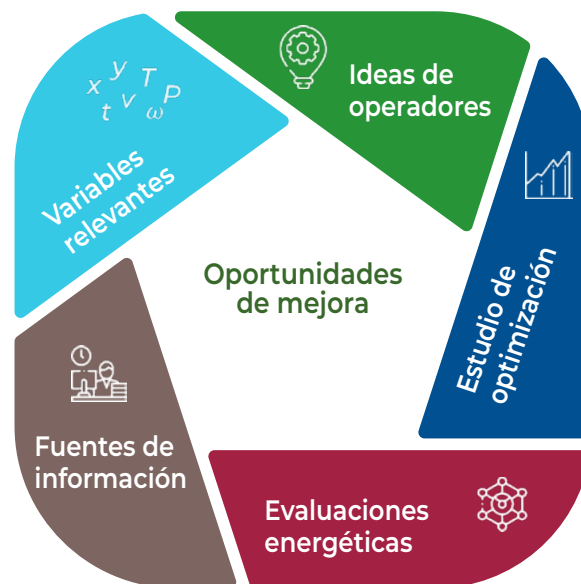 x y T
t v ω P
Variables
relevantes
Ideas de
operadores
Estudio de
optimización
Evaluaciones
energéticas
Fuentes de
información
Oportunidades
de mejora